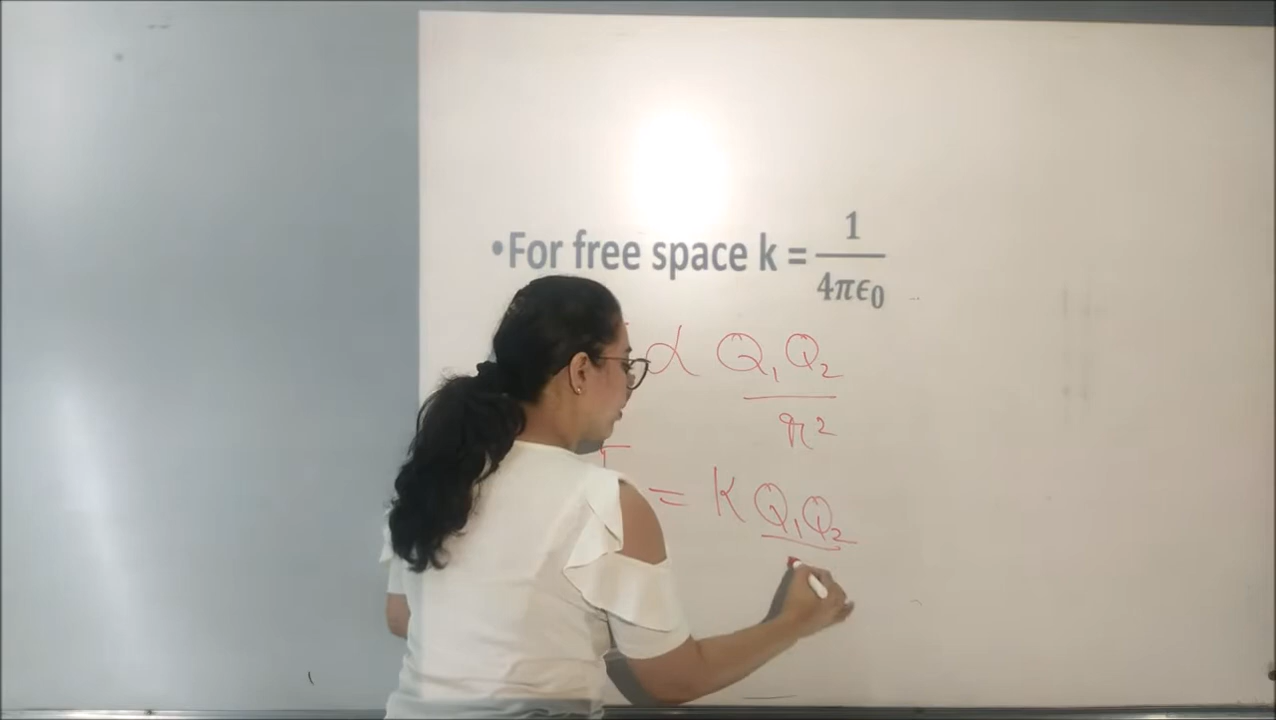 •For free space k = 1/4πϵ₀
∝ Q₁Q₂/r²
= K Q₁Q₂